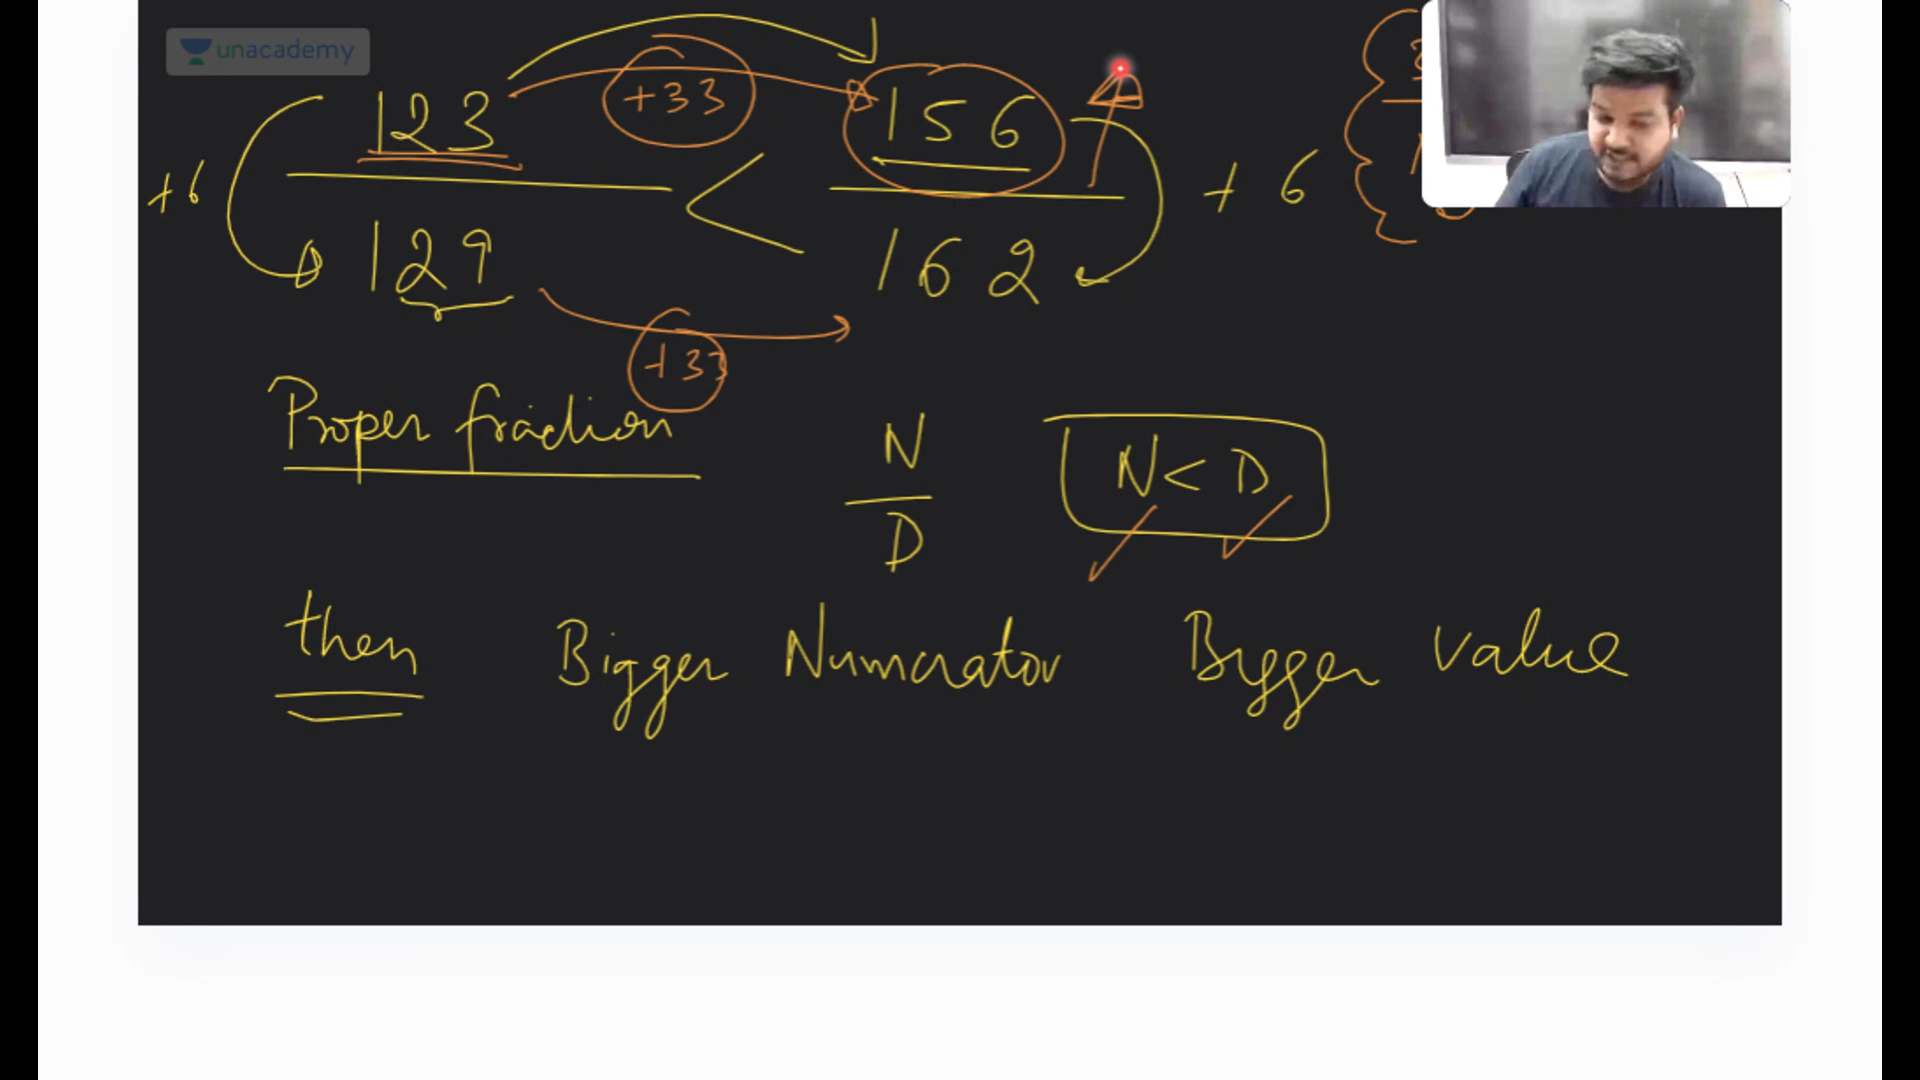 unacademy
123 +33 156
+6 < + 6
129 162
+33
Proper fraction N N < D
D
then Bigger Numerator Bigger value